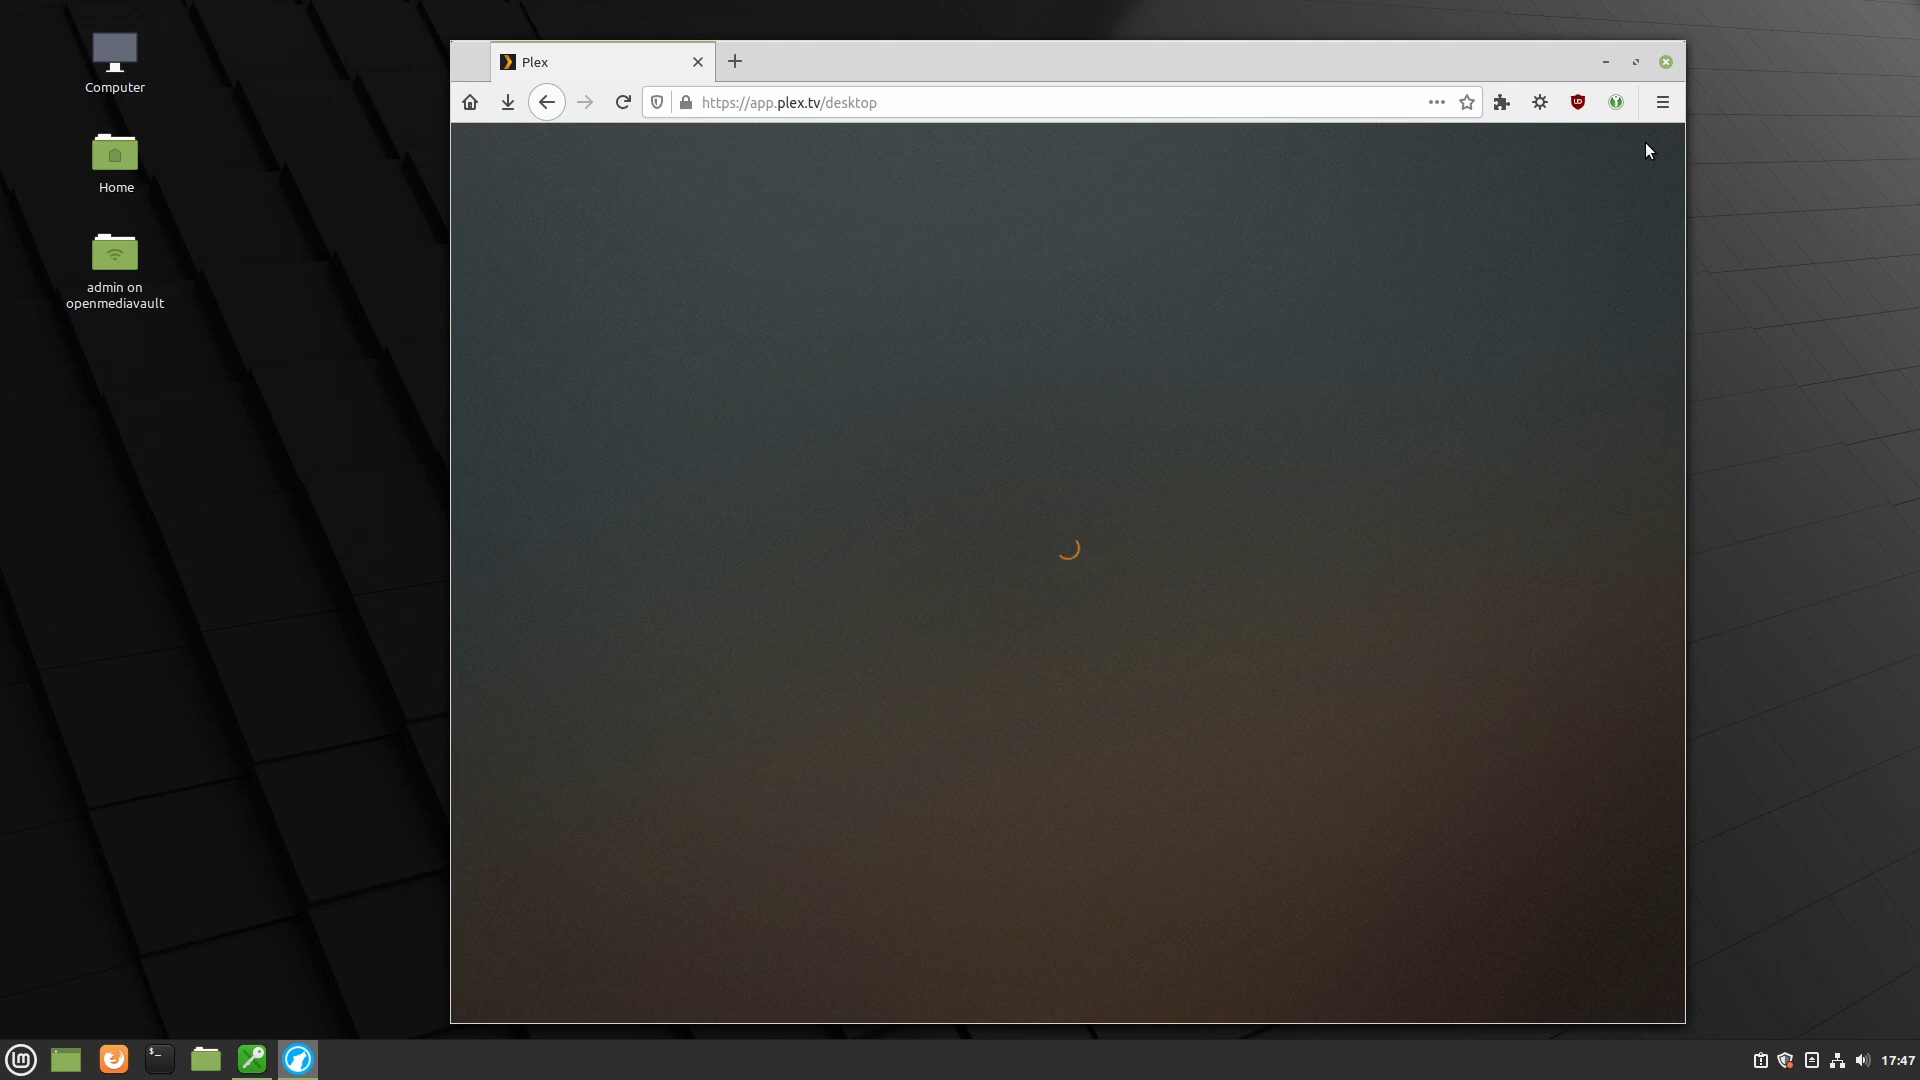 Computer
Home
admin on
openmediavault
Plex
https://app.plex.tv/desktop
17:47